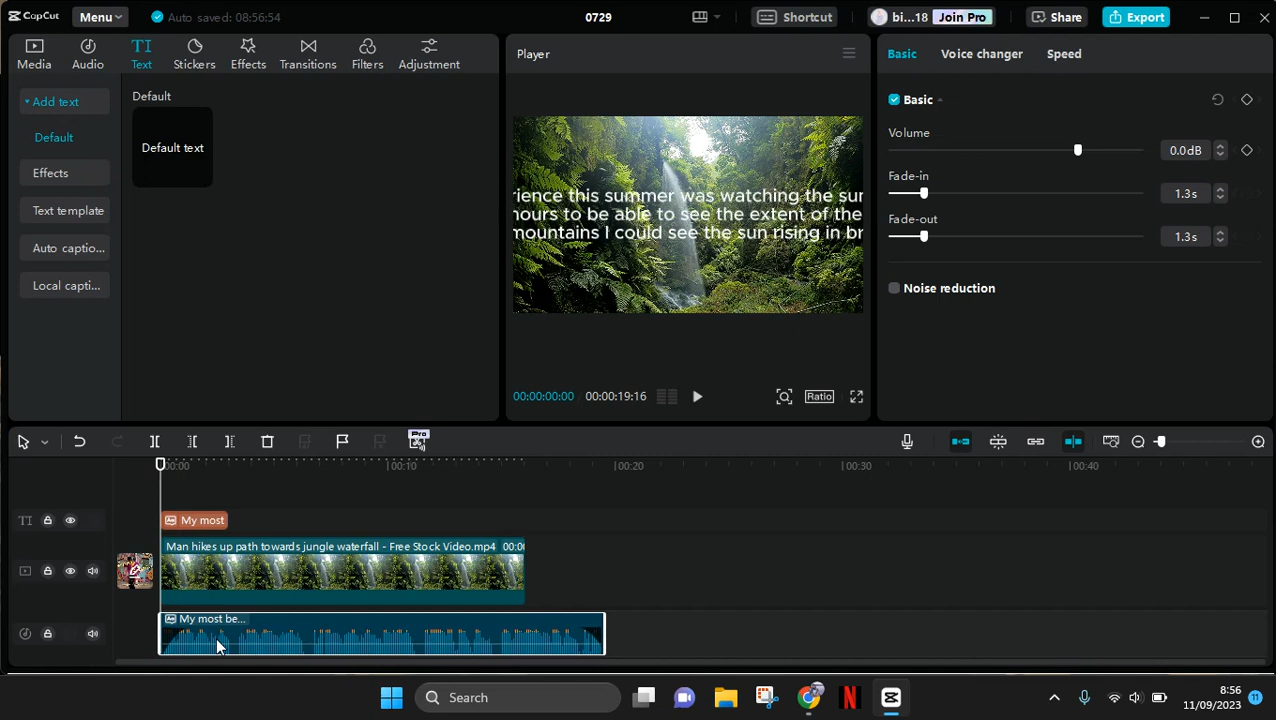 CapCut
Menu
Auto saved: 08:56:54
0729
Shortcut
bi...18
Join Pro
Share
Export
Media
Audio
Text
Stickers
Effects
Transitions
Filters
Adjustment
Add text
Default
Effects
Text template
Auto captio...
Local capti...
Default
Default text
Player
rience this summer was watching the sur
hours to be able to see the extent of the
mountains I could see the sun rising in br
00:00:00:00
00:00:19:16
Ratio
Basic
Voice changer
Speed
Basic
Volume
0.0dB
Fade-in
1.3s
Fade-out
1.3s
Noise reduction
Pro
00:00
00:10
00:20
00:30
00:40
TI
My most
Man hikes up path towards jungle waterfall - Free Stock Video.mp4
00:0
My most be...
Search
8:56
11/09/2023